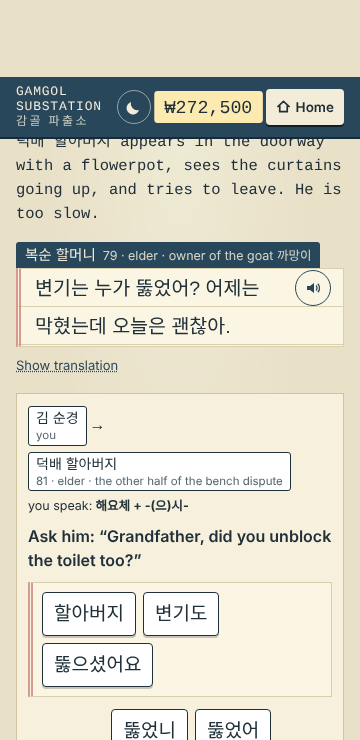 GAMGOL
SUBSTATION
감골 파출소
₩272,500
Home
덕배 할아버지 appears in the doorway
with a flowerpot, sees the curtains
going up, and tries to leave. He is
too slow.
복순 할머니 79 · elder · owner of the goat 까망이
변기는 누가 뚫었어? 어제는
막혔는데 오늘은 괜찮아.
Show translation
김 순경
you
→
덕배 할아버지
81 · elder · the other half of the bench dispute
you speak: 해요체 + -(으)시-
Ask him: “Grandfather, did you unblock
the toilet too?”
할아버지 변기도
뚫으셨어요
뚫었니 뚫었어